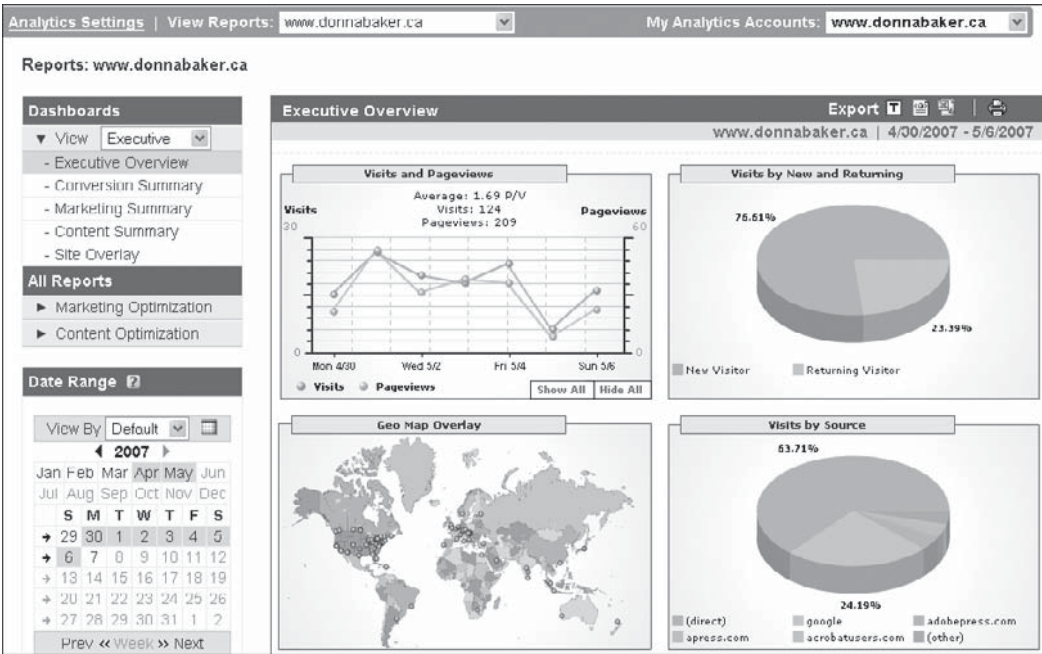 Analytics Settings | View Reports: www.donnabaker.ca My Analytics Accounts: www.donnabaker.ca
Reports: www.donnabaker.ca
Dashboards
View Executive
- Executive Overview
- Conversion Summary
- Marketing Summary
- Content Summary
- Site Overlay
All Reports
Marketing Optimization
Content Optimization
Date Range ?
View By Default
2007
Jan Feb Mar Apr May Jun
Jul Aug Sep Oct Nov Dec
S M T W T F S
29 30 1 2 3 4 5
6 7 8 9 10 11 12
13 14 15 16 17 18 19
20 21 22 23 24 25 26
27 28 29 30 31 1 2
Prev « Week » Next
Executive Overview Export T
www.donnabaker.ca | 4/30/2007 - 5/6/2007
Visits and Pageviews
Average: 1.69 P/V
Visits: 124
Pageviews: 209
Visits Pageviews
30 60
0 0
Mon 4/30 Wed 5/2 Fri 5/4 Sun 5/6
Visits Pageviews Show All Hide All
Visits by New and Returning
76.61%
23.39%
New Visitor Returning Visitor
Geo Map Overlay
Visits by Source
63.71%
24.19%
(direct) google adobepress.com
apress.com acrobatusers.com (other)